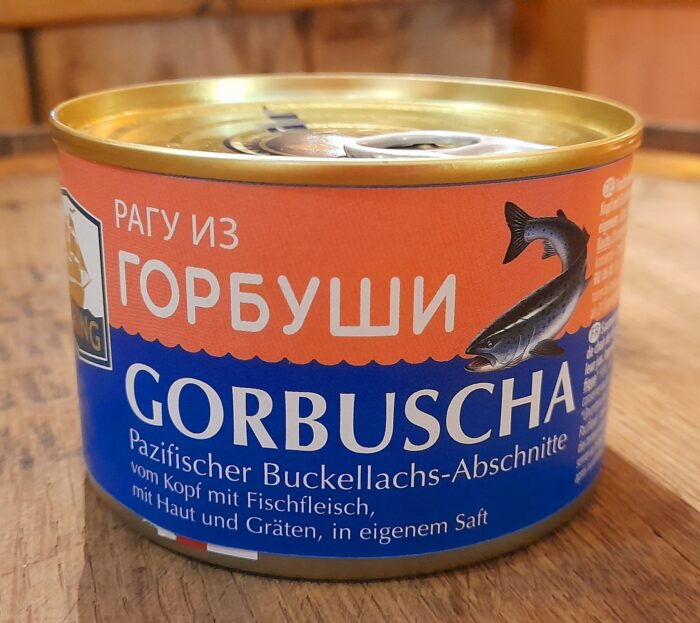 РАГУ ИЗ
ГОРБУШИ
GORBUSCHA
Pazifischer Buckellachs-Abschnitte
vom Kopf mit Fischfleisch,
mit Haut und Gräten, in eigenem Saft